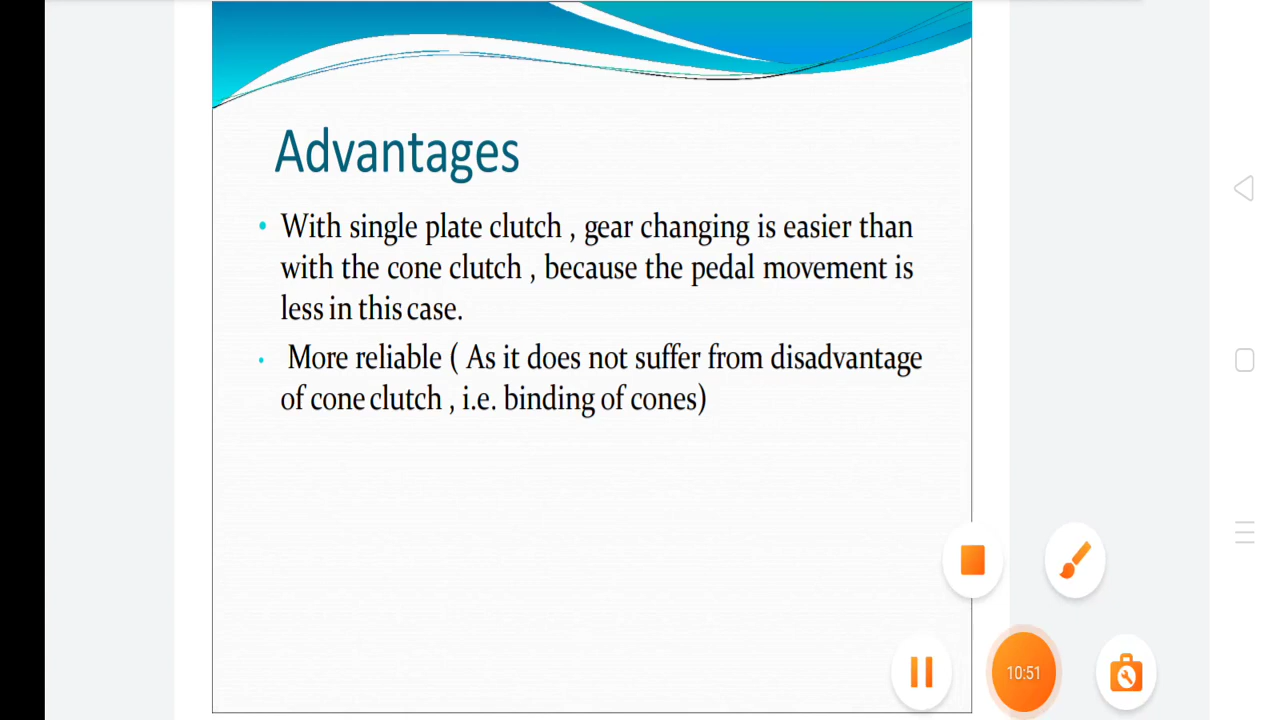 Advantages
• With single plate clutch , gear changing is easier than
with the cone clutch , because the pedal movement is
less in this case.
• More reliable ( As it does not suffer from disadvantage
of cone clutch , i.e. binding of cones)
10:51